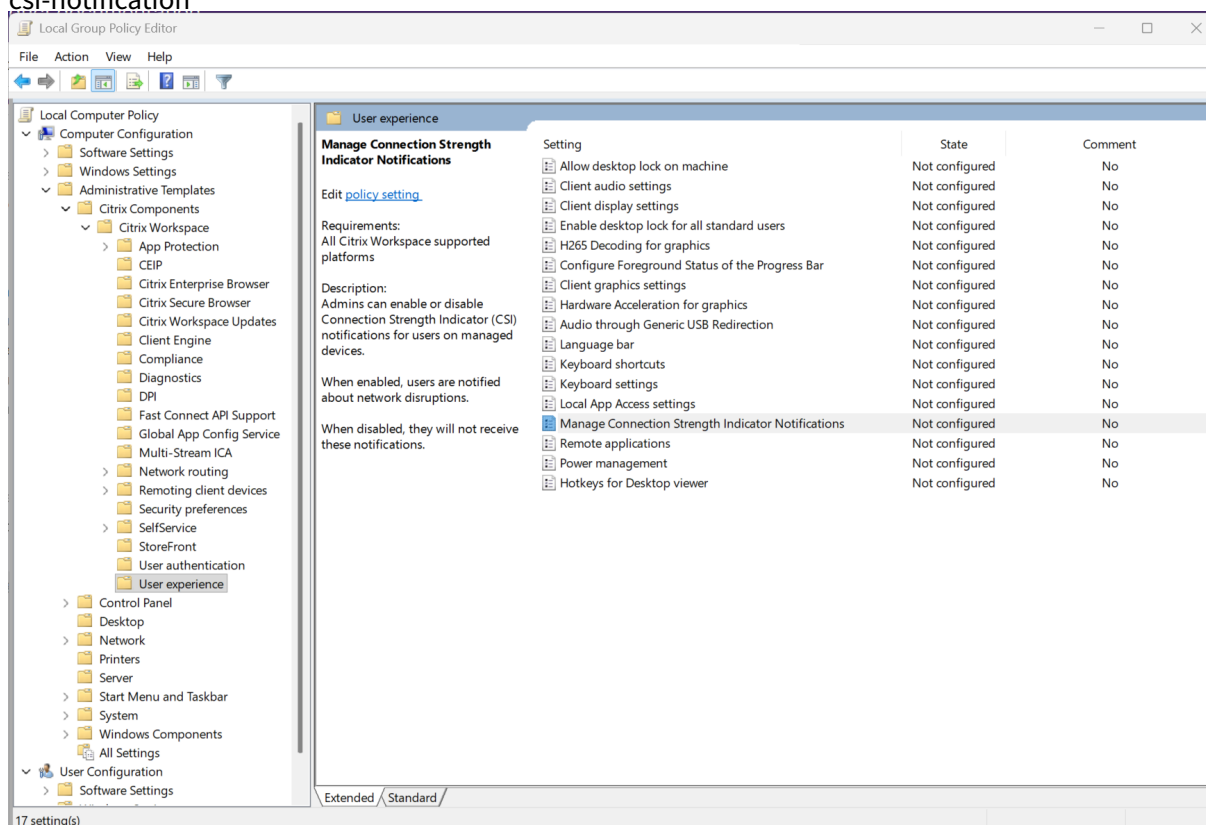 csi-notification
Local Group Policy Editor
File Action View Help
Local Computer Policy
Computer Configuration
Software Settings
Windows Settings
Administrative Templates
Citrix Components
Citrix Workspace
App Protection
CEIP
Citrix Enterprise Browser
Citrix Secure Browser
Citrix Workspace Updates
Client Engine
Compliance
Diagnostics
DPI
Fast Connect API Support
Global App Config Service
Multi-Stream ICA
Network routing
Remoting client devices
Security preferences
SelfService
StoreFront
User authentication
User experience
Control Panel
Desktop
Network
Printers
Server
Start Menu and Taskbar
System
Windows Components
All Settings
User Configuration
Software Settings
User experience
Manage Connection Strength
Indicator Notifications
Edit policy setting
Requirements:
All Citrix Workspace supported
platforms
Description:
Admins can enable or disable
Connection Strength Indicator (CSI)
notifications for users on managed
devices.
When enabled, users are notified
about network disruptions.
When disabled, they will not receive
these notifications.
Setting State Comment
Allow desktop lock on machine Not configured No
Client audio settings Not configured No
Client display settings Not configured No
Enable desktop lock for all standard users Not configured No
H265 Decoding for graphics Not configured No
Configure Foreground Status of the Progress Bar Not configured No
Client graphics settings Not configured No
Hardware Acceleration for graphics Not configured No
Audio through Generic USB Redirection Not configured No
Language bar Not configured No
Keyboard shortcuts Not configured No
Keyboard settings Not configured No
Local App Access settings Not configured No
Manage Connection Strength Indicator Notifications Not configured No
Remote applications Not configured No
Power management Not configured No
Hotkeys for Desktop viewer Not configured No
Extended Standard
17 setting(s)